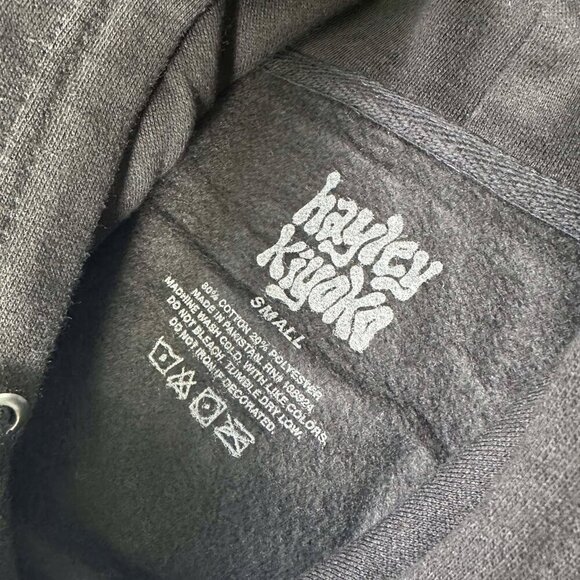 hayley
kiyoko
SMALL
80% COTTON 20% POLYESTER
MADE IN PAKISTAN. RN#
MACHINE WASH COLD, WITH LIKE COLORS.
DO NOT BLEACH. TUMBLE DRY LOW.
DO NOT IRON IF DECORATED.